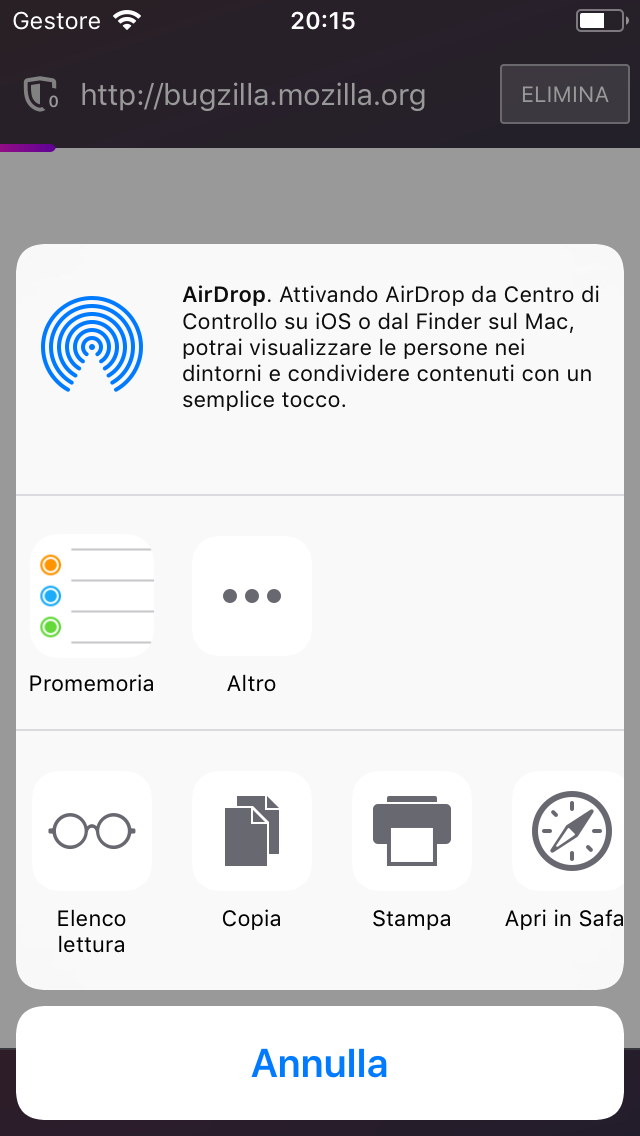 Gestore
20:15
0
http://bugzilla.mozilla.org
ELIMINA
AirDrop. Attivando AirDrop da Centro di
Controllo su iOS o dal Finder sul Mac,
potrai visualizzare le persone nei
dintorni e condividere contenuti con un
semplice tocco.
Promemoria
Altro
Elenco
lettura
Copia
Stampa
Apri in Safa
Annulla